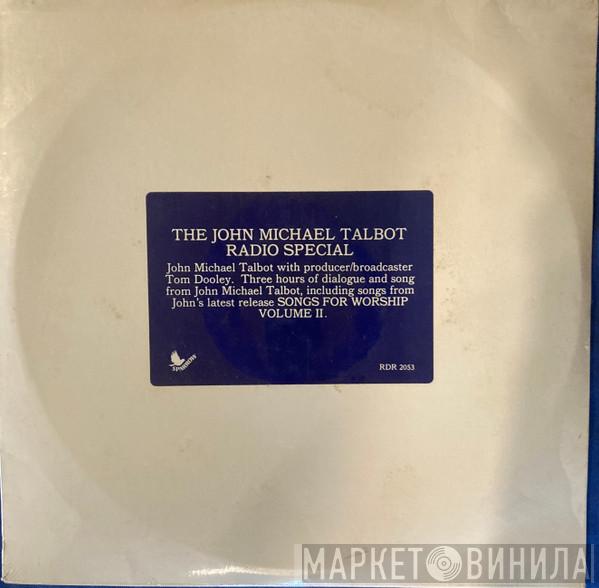 THE JOHN MICHAEL TALBOT
RADIO SPECIAL
John Michael Talbot with producer/broadcaster
Tom Dooley. Three hours of dialogue and song
from John Michael Talbot, including songs from
John's latest release SONGS FOR WORSHIP
VOLUME II.
SPARROW
RDR 2053
МАРКЕТ ВИНИЛА